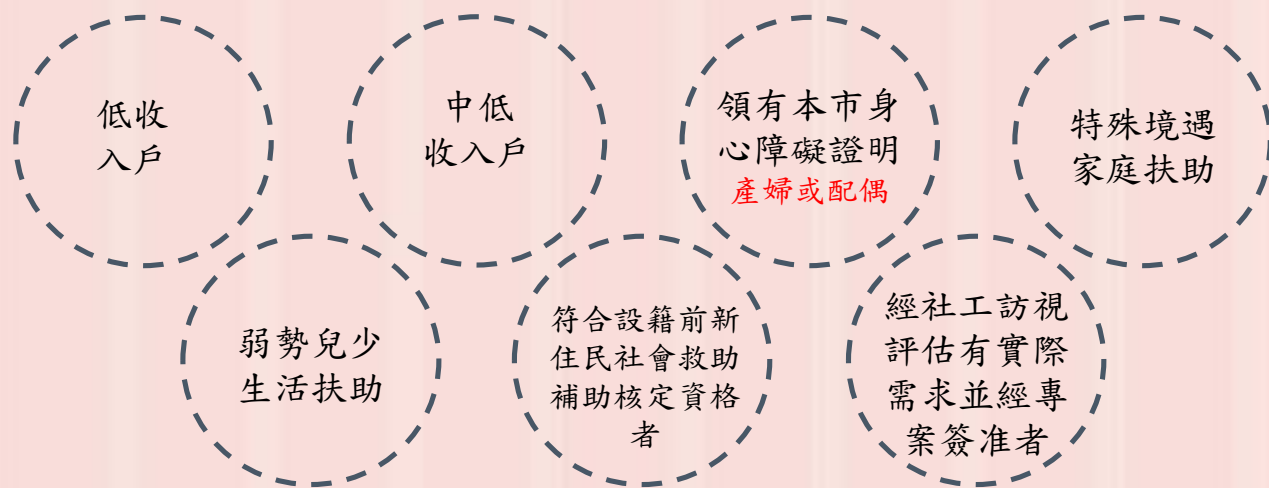 低收
入戶
中低
收入戶
領有本市身
心障礙證明
產婦或配偶
特殊境遇
家庭扶助
弱勢兒少
生活扶助
符合設籍前新
住民社會救助
補助核定資格
者
經社工訪視
評估有實際
需求並經專
案簽准者